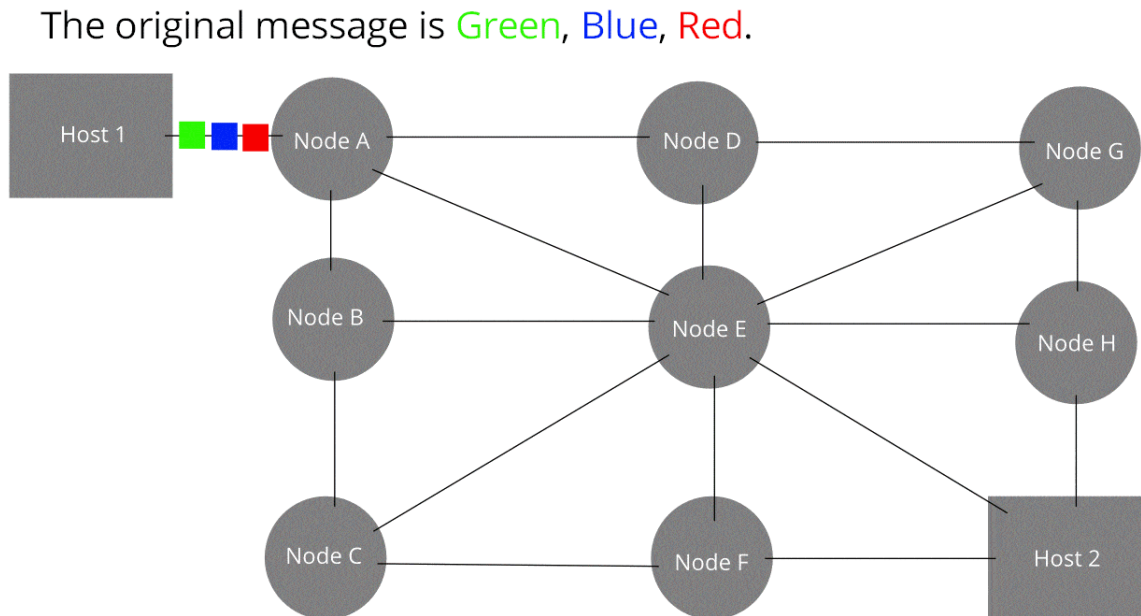 The original message is Green, Blue, Red.
Host 1
Node A
Node D
Node G
Node B
Node E
Node H
Node C
Node F
Host 2